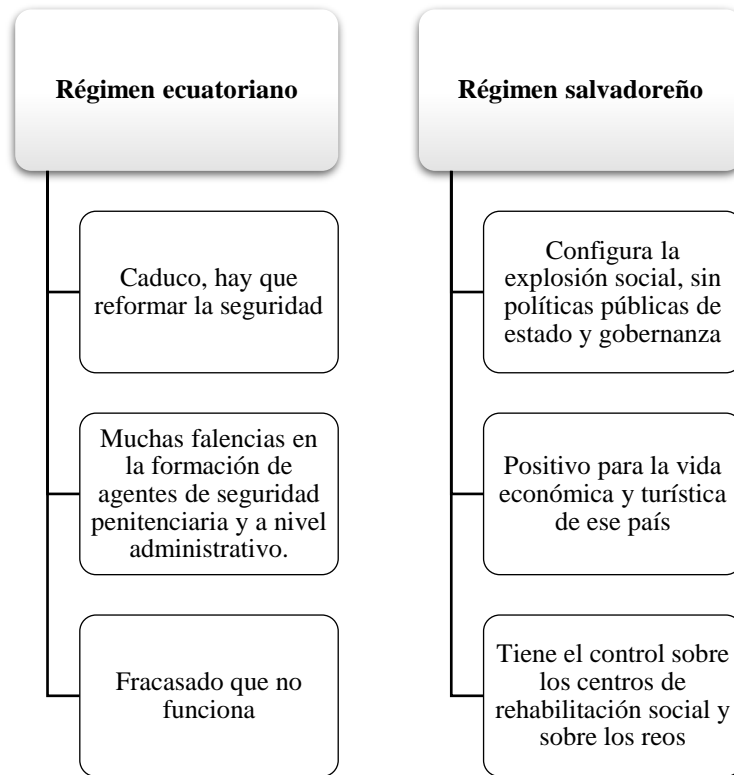 Régimen ecuatoriano
Caduco, hay que
reformar la seguridad
Muchas falencias en
la formación de
agentes de seguridad
penitenciaria y a nivel
administrativo.
Fracasado que no
funciona
Régimen salvadoreño
Configura la
explosión social, sin
políticas públicas de
estado y gobernanza
Positivo para la vida
económica y turística
de ese país
Tiene el control sobre
los centros de
rehabilitación social y
sobre los reos